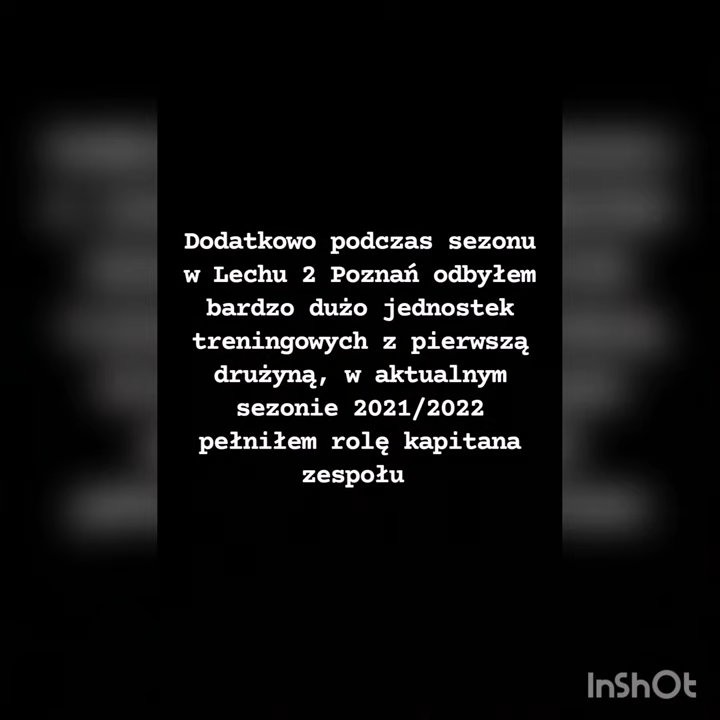 Dodatkowo podczas sezonu
w Lechu 2 Poznań odbyłem
bardzo dużo jednostek
treningowych z pierwszą
drużyną, w aktualnym
sezonie 2021/2022
pełniłem rolę kapitana
zespołu
InShOt